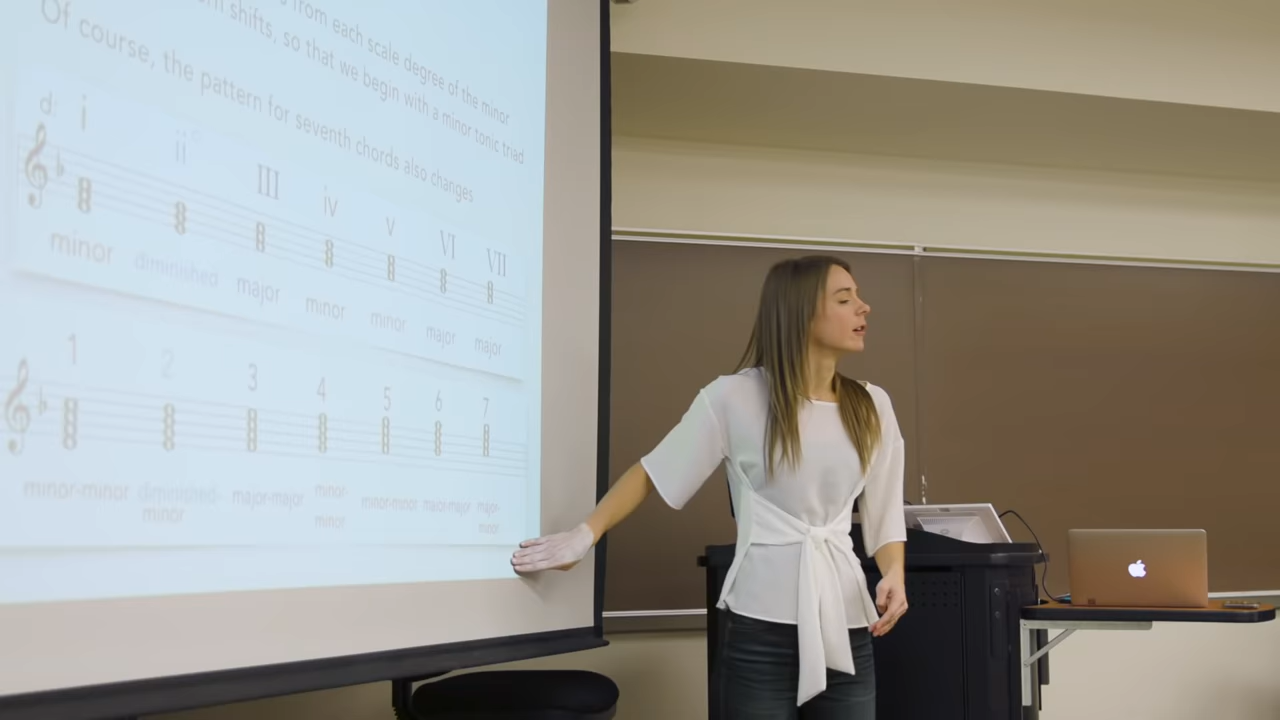 from each scale degree of the minor
shifts, so that we begin with a minor tonic triad
Of course, the pattern for seventh chords also changes
d: i ii° III iv v VI VII
minor diminished major minor minor major major
1 2 3 4 5 6 7
minor-minor diminished-minor major-major minor minor minor-minor major-major major-minor